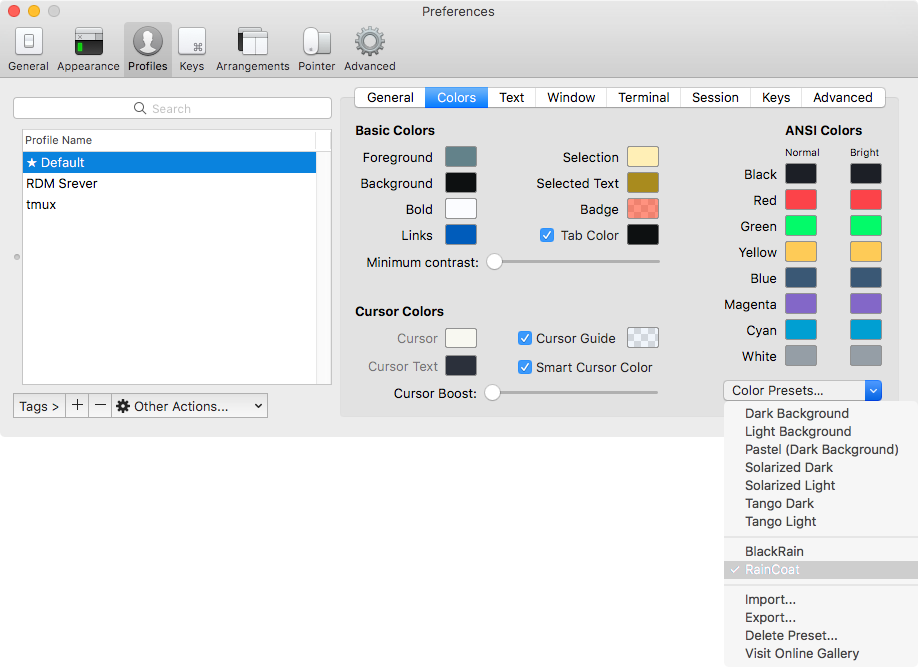 Preferences
General Appearance Profiles Keys Arrangements Pointer Advanced
Search
Profile Name
★ Default
RDM Srever
tmux
Tags > + − Other Actions...
General Colors Text Window Terminal Session Keys Advanced
Basic Colors
Foreground Selection
Background Selected Text
Bold Badge
Links Tab Color
Minimum contrast:
Cursor Colors
Cursor Cursor Guide
Cursor Text Smart Cursor Color
Cursor Boost:
ANSI Colors
Normal Bright
Black
Red
Green
Yellow
Blue
Magenta
Cyan
White
Color Presets...
Dark Background
Light Background
Pastel (Dark Background)
Solarized Dark
Solarized Light
Tango Dark
Tango Light
BlackRain
✓ RainCoat
Import...
Export...
Delete Preset...
Visit Online Gallery